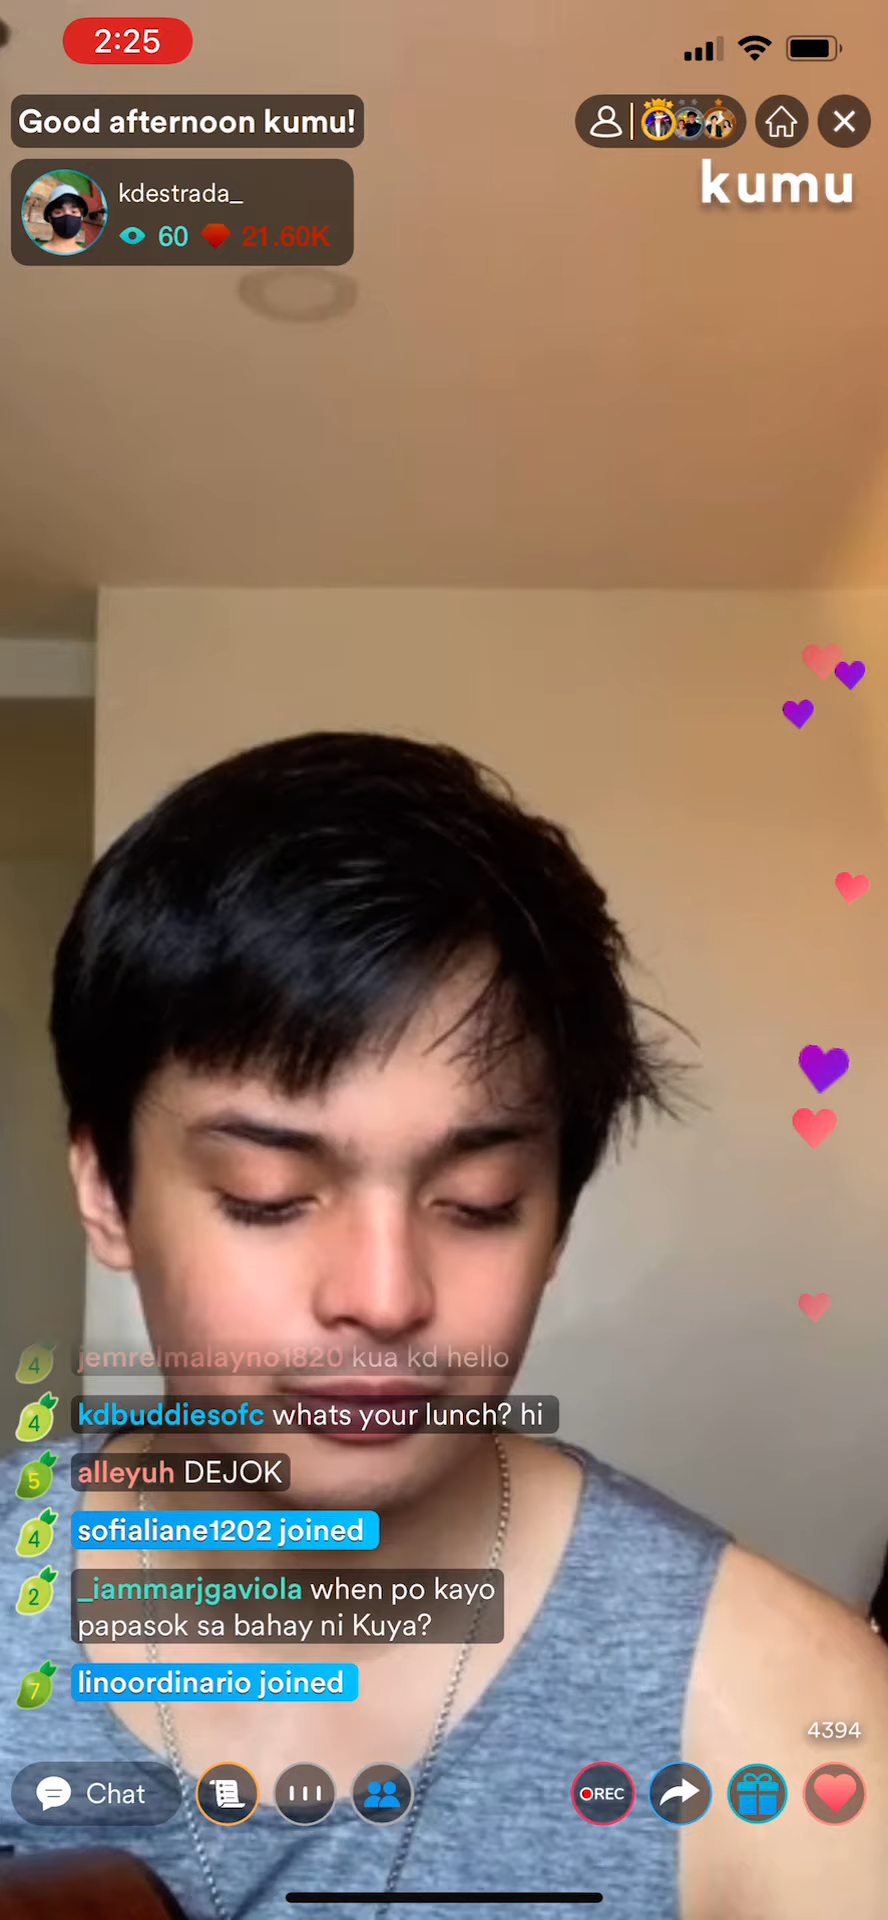 2:25
Good afternoon kumu!
kdestrada_
60 21.60K
kumu
4 jemrelmalayno1820 kua kd hello
4 kdbuddiesofc whats your lunch? hi
5 alleyuh DEJOK
4 sofialiane1202 joined
2 _iammarjgaviola when po kayo
papasok sa bahay ni Kuya?
7 linoordinario joined
4394
Chat
REC